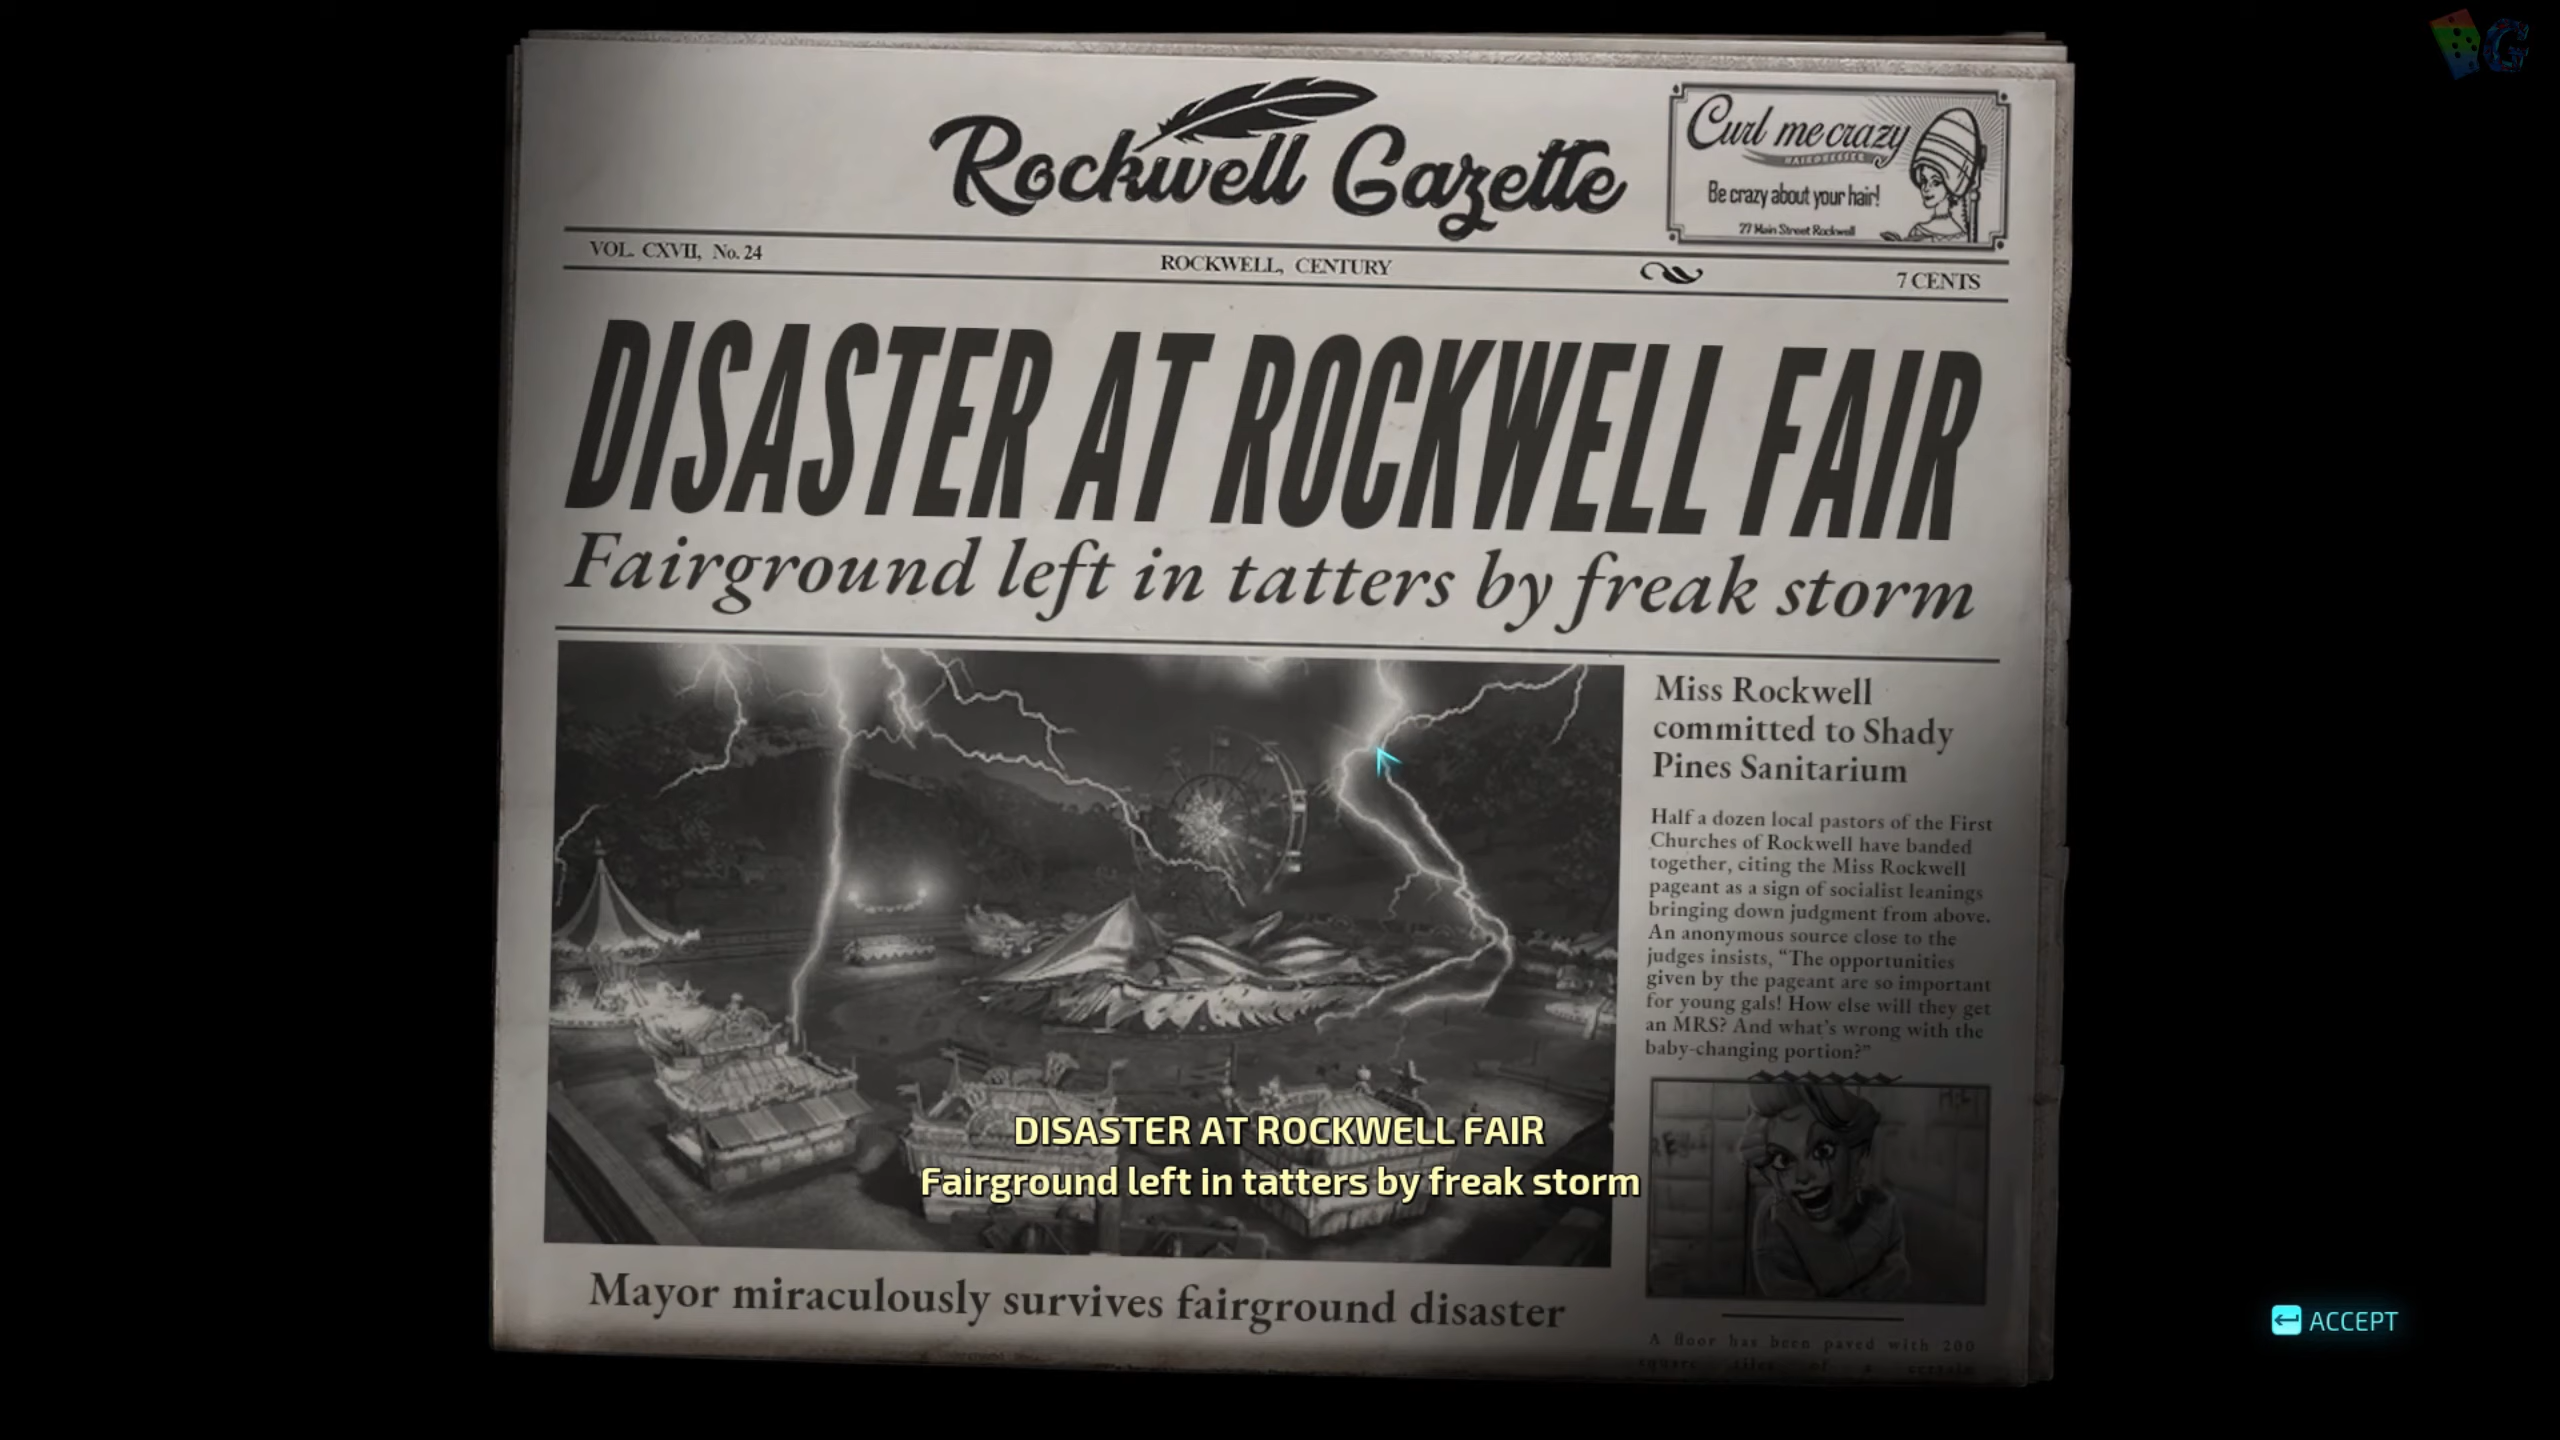 Rockwell Gazette
Curl me crazy
HAIRDRESSER
Be crazy about your hair!
27 Main Street Rockwell
VOL. CXVII, No. 24
ROCKWELL, CENTURY
7 CENTS
DISASTER AT ROCKWELL FAIR
Fairground left in tatters by freak storm
Miss Rockwell
committed to Shady
Pines Sanitarium
Half a dozen local pastors of the First
Churches of Rockwell have banded
together, citing the Miss Rockwell
pageant as a sign of socialist leanings
bringing down judgment from above.
An anonymous source close to the
judges insists, “The opportunities
given by the pageant are so important
for young gals! How else will they get
an MRS? And what’s wrong with the
baby-changing portion?”
DISASTER AT ROCKWELL FAIR
Fairground left in tatters by freak storm
Mayor miraculously survives fairground disaster
A floor has been paved with 200
square tiles of a certain
ACCEPT
G